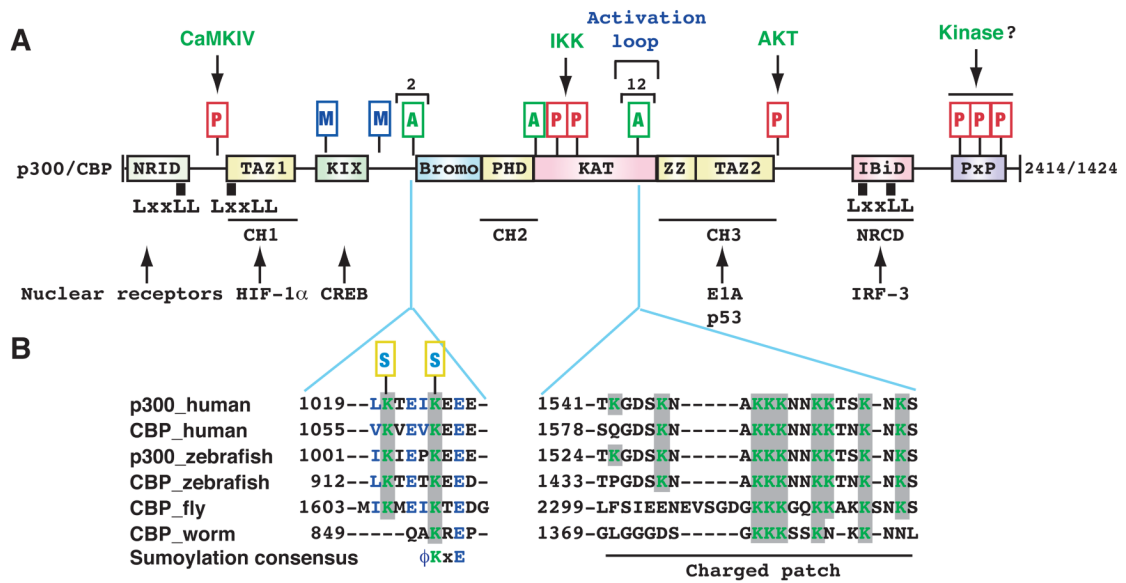 A
Activation
loop
CaMKIV
IKK
AKT
Kinase?
2
12
P
M
M
A
A
P
P
A
P
P
P
P
p300/CBP
NRID
TAZ1
KIX
Bromo
PHD
KAT
ZZ
TAZ2
IBiD
PxP
2414/1424
LxxLL
LxxLL
LxxLL
CH1
CH2
CH3
NRCD
Nuclear receptors
HIF-1α
CREB
E1A
p53
IRF-3
B
S
S
p300_human 1019--LKTEIKEEE- 1541-TKGDSKN-----AKKKNNKKTSK-NKS
CBP_human 1055--VKVEVKEEE- 1578-SQGDSKN-----AKKKNNKKTNK-NKS
p300_zebrafish 1001--IKIEPKEEE- 1524-TKGDSKN-----AKKKNNKKTNK-NKS
CBP_zebrafish 912--LKTETKEED- 1433-TPGDSKN-----AKKKNNKKTNK-NKS
CBP_fly 1603-MIKMEIKTEDG 2299-LFSIEENEVSGDGKKKGQKKAKKSNKS
CBP_worm 849-----QAKREP- 1369-GLGGGDS-----GKKKSSKN-KK-NNL
Sumoylation consensus ϕKxE
Charged patch